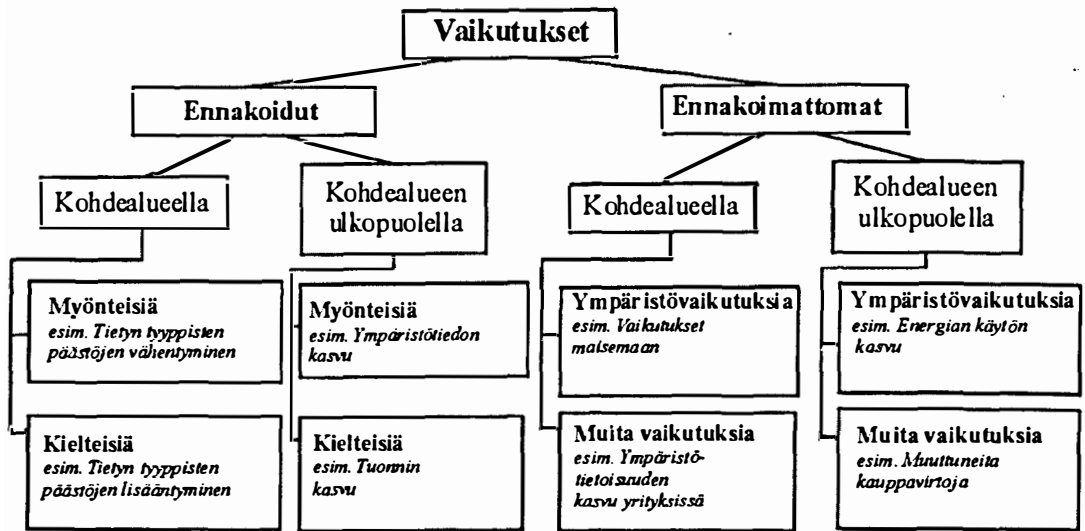 Vaikutukset
Ennakoidut
Ennakoimattomat
Kohdealueella
Kohdealueen
ulkopuolella
Kohdealueella
Kohdealueen
ulkopuolella
Myönteisiä
esim. Tietyn tyyppisten
päästöjen vähentyminen
Myönteisiä
esim. Ympäristötiedon
kasvu
Ympäristövaikutuksia
esim. Vaikutukset
maisemaan
Ympäristövaikutuksia
esim. Energian käytön
kasvu
Kielteisiä
esim. Tietyn tyyppisten
päästöjen lisääntyminen
Kielteisiä
esim. Tuonnin
kasvu
Muita vaikutuksia
esim. Ympäristö-
tietoisuuden
kasvu yrityksissä
Muita vaikutuksia
esim. Muuttuneita
kauppavirtoja